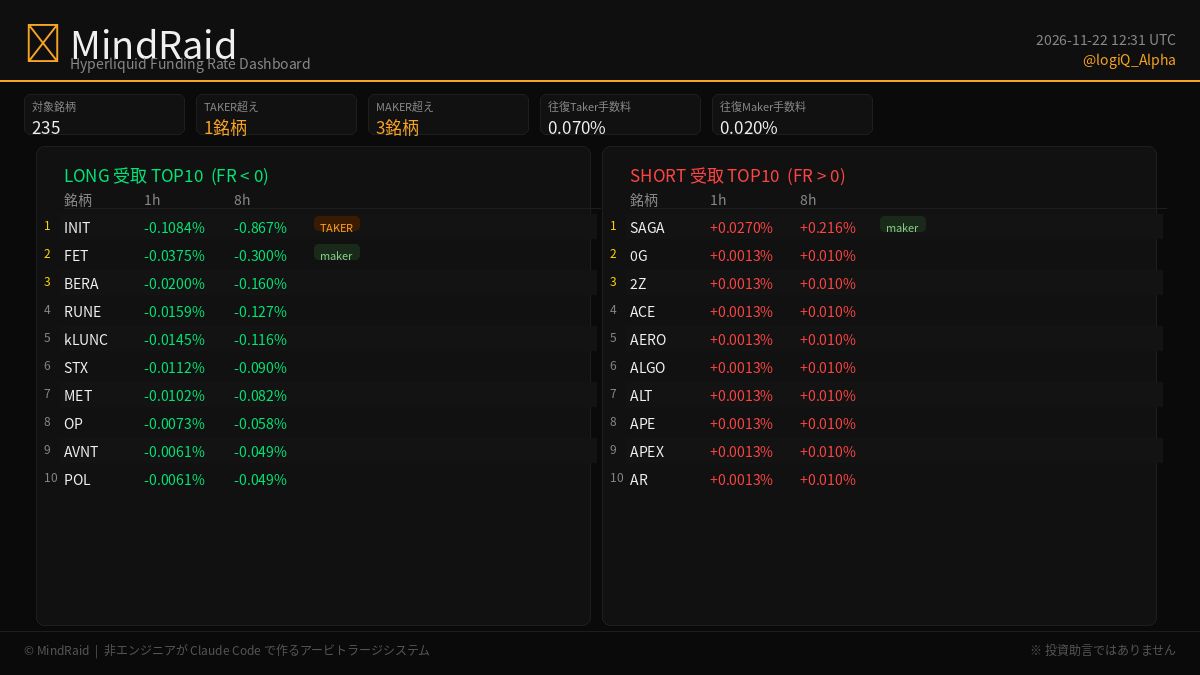 MindRaid
Hyperliquid Funding Rate Dashboard
2026-11-22 12:31 UTC
@logiQ_Alpha
対象銘柄
235
TAKER超え
1銘柄
MAKER超え
3銘柄
往復Taker手数料
0.070%
往復Maker手数料
0.020%
LONG 受取 TOP10 (FR < 0)
銘柄 1h 8h
1 INIT -0.1084% -0.867% TAKER
2 FET -0.0375% -0.300% maker
3 BERA -0.0200% -0.160%
4 RUNE -0.0159% -0.127%
5 kLUNC -0.0145% -0.116%
6 STX -0.0112% -0.090%
7 MET -0.0102% -0.082%
8 OP -0.0073% -0.058%
9 AVNT -0.0061% -0.049%
10 POL -0.0061% -0.049%
SHORT 受取 TOP10 (FR > 0)
銘柄 1h 8h
1 SAGA +0.0270% +0.216% maker
2 0G +0.0013% +0.010%
3 2Z +0.0013% +0.010%
4 ACE +0.0013% +0.010%
5 AERO +0.0013% +0.010%
6 ALGO +0.0013% +0.010%
7 ALT +0.0013% +0.010%
8 APE +0.0013% +0.010%
9 APEX +0.0013% +0.010%
10 AR +0.0013% +0.010%
© MindRaid | 非エンジニアが Claude Code で作るアービトラージシステム
※ 投資助言ではありません